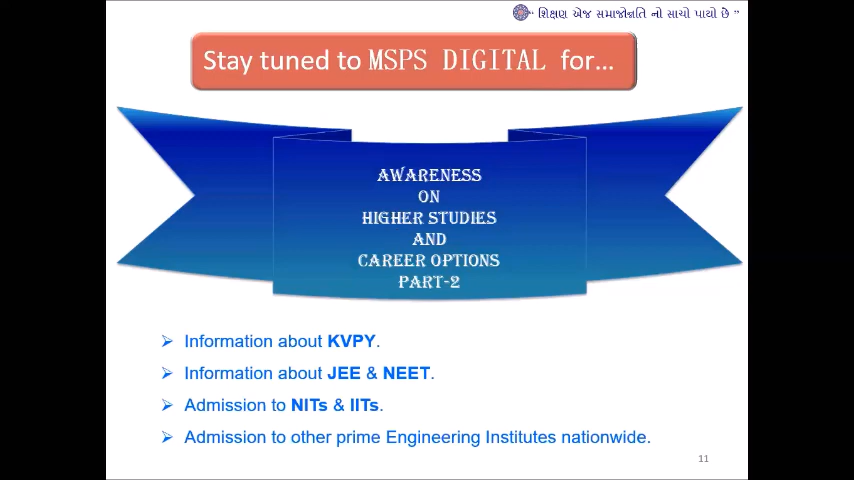 “ શિક્ષણ એજ સમાજોન્નતિ નો સાચો પાયો છે ”
Stay tuned to MSPS DIGITAL for...
AWARENESS
ON
HIGHER STUDIES
AND
CAREER OPTIONS
PART-2
➢ Information about KVPY.
➢ Information about JEE & NEET.
➢ Admission to NITs & IITs.
➢ Admission to other prime Engineering Institutes nationwide.
11